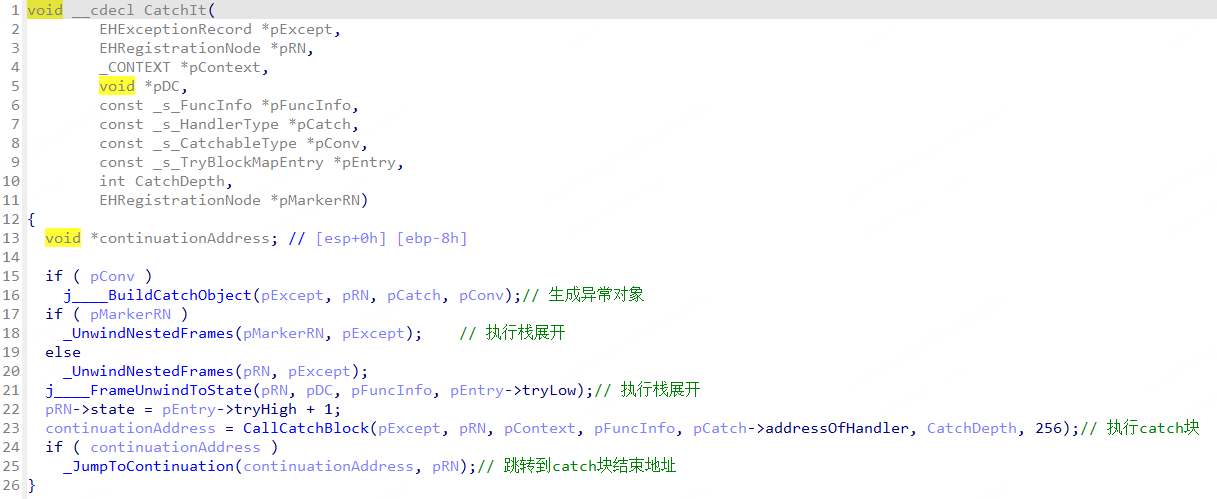 1 void __cdecl CatchIt(
2 EHExceptionRecord *pExcept,
3 EHRegistrationNode *pRN,
4 _CONTEXT *pContext,
5 void *pDC,
6 const _s_FuncInfo *pFuncInfo,
7 const _s_HandlerType *pCatch,
8 const _s_CatchableType *pConv,
9 const _s_TryBlockMapEntry *pEntry,
10 int CatchDepth,
11 EHRegistrationNode *pMarkerRN)
12 {
13 void *continuationAddress; // [esp+0h] [ebp-8h]
14
15 if ( pConv )
16 j____BuildCatchObject(pExcept, pRN, pCatch, pConv);// 生成异常对象
17 if ( pMarkerRN )
18 _UnwindNestedFrames(pMarkerRN, pExcept); // 执行栈展开
19 else
20 _UnwindNestedFrames(pRN, pExcept);
21 j____FrameUnwindToState(pRN, pDC, pFuncInfo, pEntry->tryLow);// 执行栈展开
22 pRN->state = pEntry->tryHigh + 1;
23 continuationAddress = CallCatchBlock(pExcept, pRN, pContext, pFuncInfo, pCatch->addressOfHandler, CatchDepth, 256);// 执行catch块
24 if ( continuationAddress )
25 _JumpToContinuation(continuationAddress, pRN);// 跳转到catch块结束地址
26 }